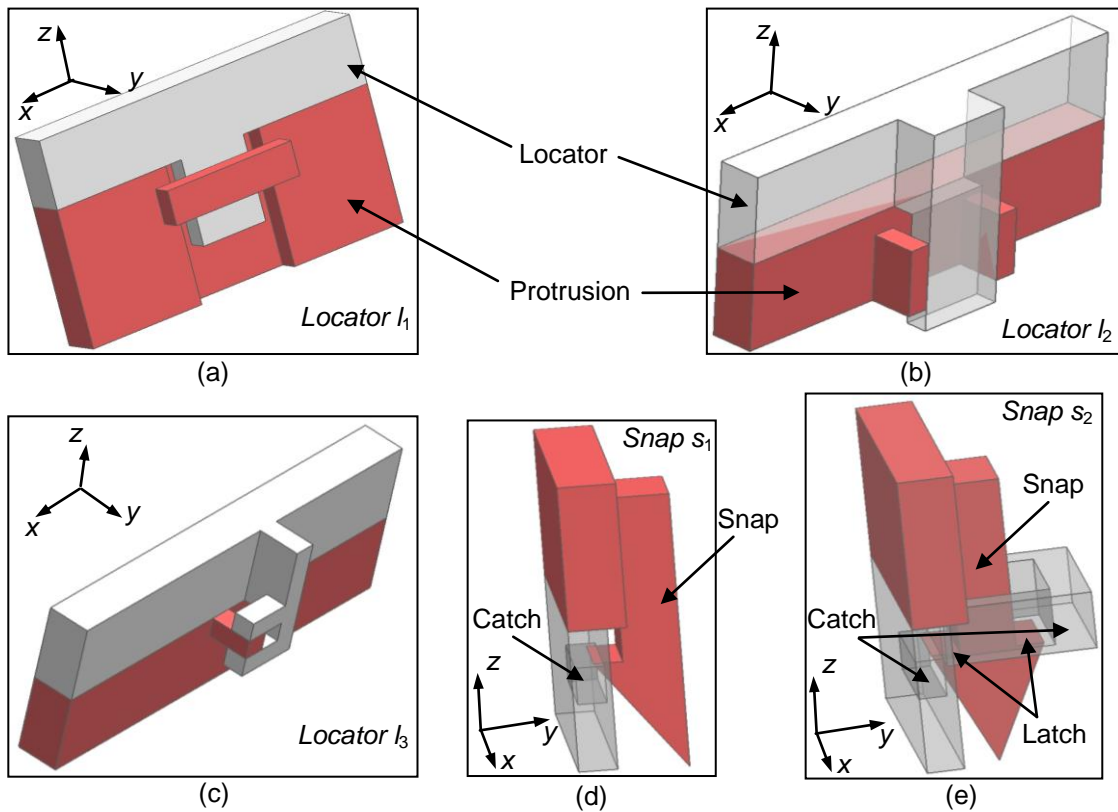 z
y
x
Locator l1
(a)
Locator
Protrusion
z
x
y
Locator l2
(b)
z
x
y
Locator l3
(c)
Snap s1
Snap
Catch
z
y
x
(d)
Snap s2
Snap
Catch
z
y
x
Latch
(e)